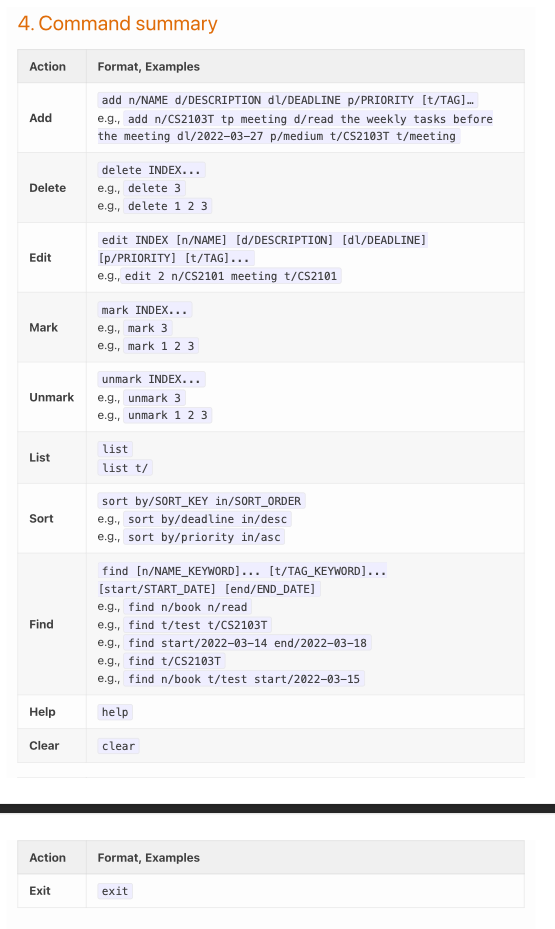 4. Command summary
Action Format, Examples
Add add n/NAME d/DESCRIPTION dl/DEADLINE p/PRIORITY [t/TAG]…
e.g., add n/CS2103T tp meeting d/read the weekly tasks before
the meeting dl/2022-03-27 p/medium t/CS2103T t/meeting
Delete delete INDEX...
e.g., delete 3
e.g., delete 1 2 3
Edit edit INDEX [n/NAME] [d/DESCRIPTION] [dl/DEADLINE]
[p/PRIORITY] [t/TAG]...
e.g., edit 2 n/CS2101 meeting t/CS2101
Mark mark INDEX...
e.g., mark 3
e.g., mark 1 2 3
Unmark unmark INDEX...
e.g., unmark 3
e.g., unmark 1 2 3
List list
list t/
Sort sort by/SORT_KEY in/SORT_ORDER
e.g., sort by/deadline in/desc
e.g., sort by/priority in/asc
Find find [n/NAME_KEYWORD]... [t/TAG_KEYWORD]...
[start/START_DATE] [end/END_DATE]
e.g., find n/book n/read
e.g., find t/test t/CS2103T
e.g., find start/2022-03-14 end/2022-03-18
e.g., find t/CS2103T
e.g., find n/book t/test start/2022-03-15
Help help
Clear clear
Action Format, Examples
Exit exit